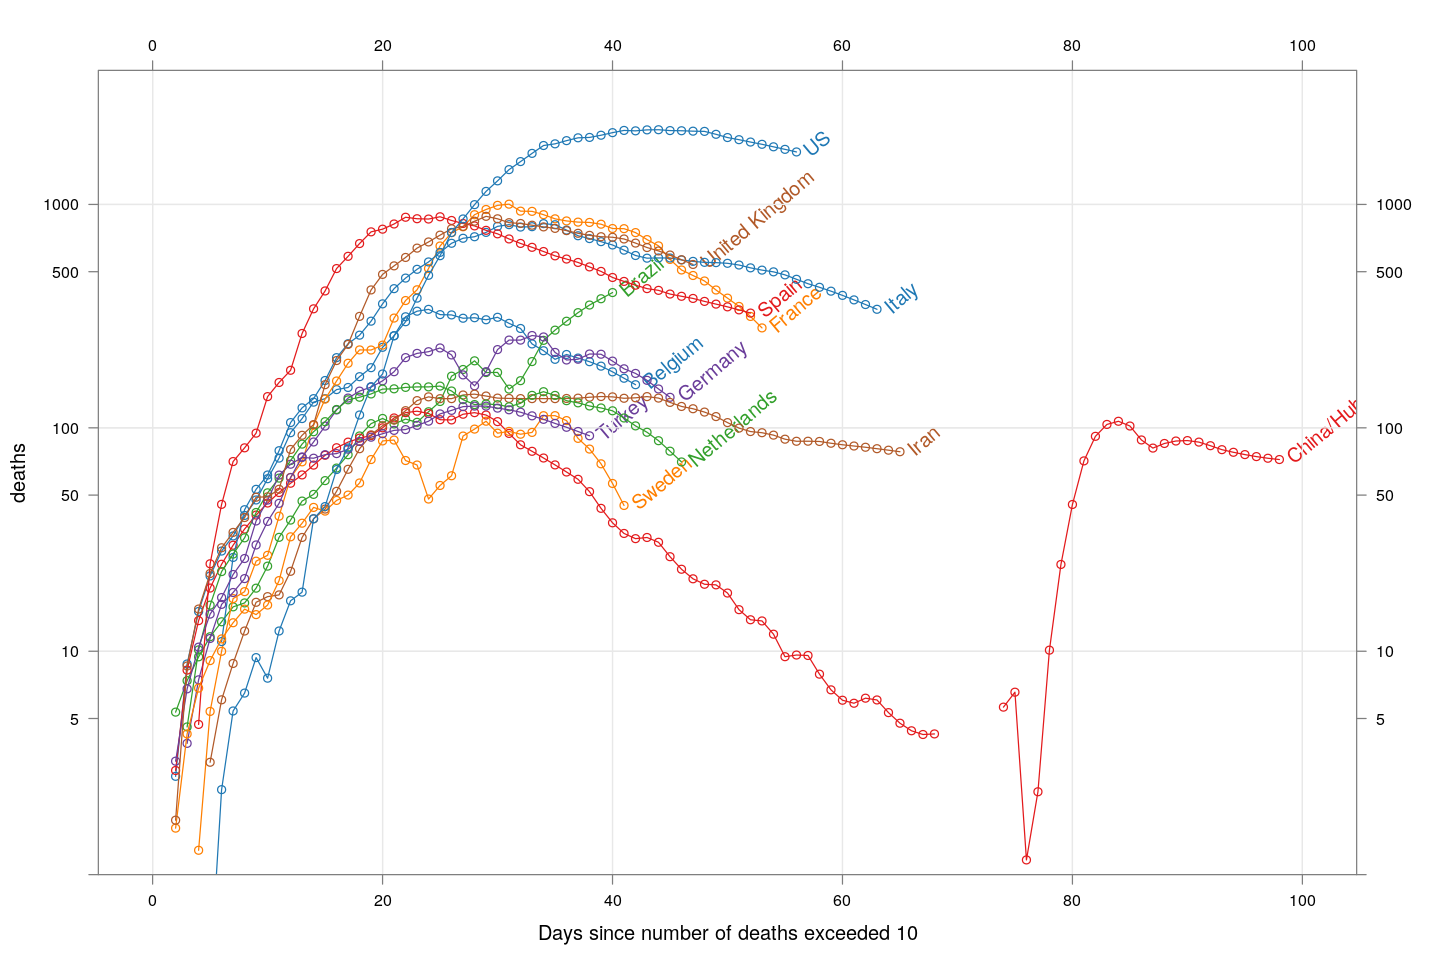 0 20 40 60 80 100
US
United Kingdom
1000 1000
500 500
Brazil
Spain
France
Italy
Belgium
Germany
Netherlands
Turkey
Iran
China/Hub
100 100
Sweden
50 50
10 10
5 5
deaths
0 20 40 60 80 100
Days since number of deaths exceeded 10